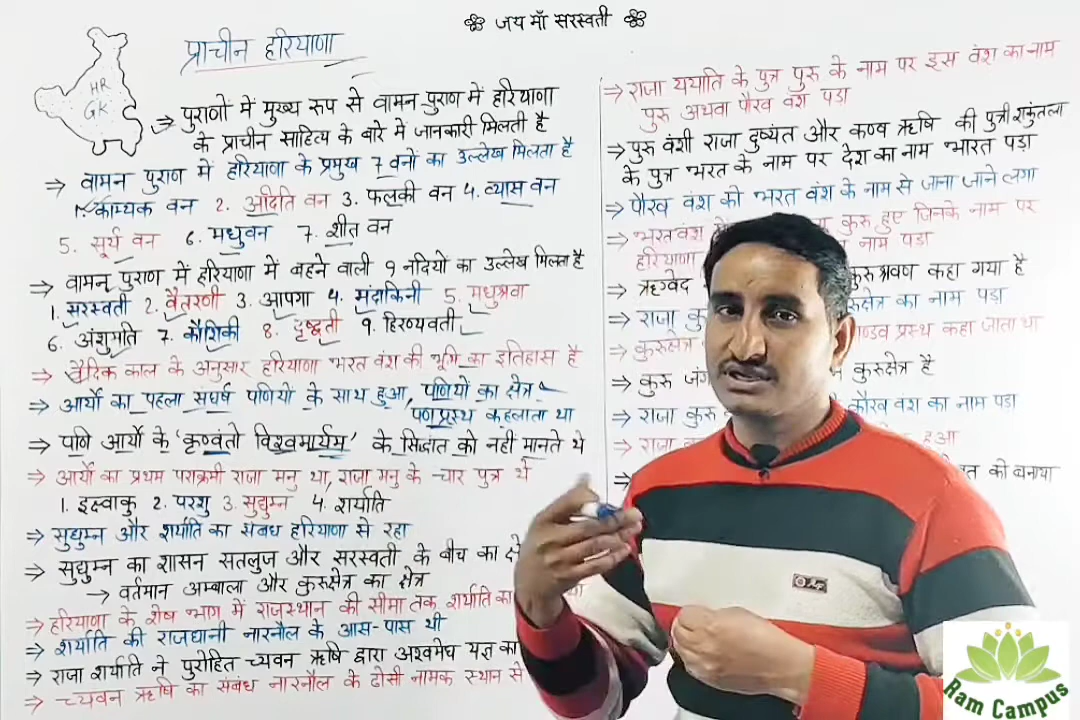 जय माँ सरस्वती
प्राचीन हरियाणा
HR
GK
⇒ पुराणो में मुख्य रूप से वामन पुराण में हरियाणा
के प्राचीन साहित्य के बारे में जानकारी मिलती है
⇒ वामन पुराण में हरियाणा के प्रमुख 7 वनों का उल्लेख मिलता है
1. काम्यक वन 2. अदिति वन 3. फलकी वन 4. व्यास वन
5. सूर्य वन 6. मधुवन 7. शीत वन
⇒ वामन पुराण में हरियाणा में बहने वाली 9 नदियों का उल्लेख मिलता है
1. सरस्वती 2. वैतरणी 3. आपगा 4. मंदाकिनी 5. मधुश्रवा
6. अंशुमति 7. कौशिकी 8. दृष्द्वती 9. हिरण्यवती
⇒ वैदिक काल के अनुसार हरियाणा भरत वंश की भूमि का इतिहास है
⇒ आर्यो का पहला संघर्ष पणियो के साथ हुआ, पणियों का क्षेत्र
पणप्रस्थ कहलाता था
⇒ पणि आर्यो के 'कृण्वंतो विश्वमार्यम' के सिद्धांत को नही मानते थे
⇒ आर्यो का प्रथम पराक्रमी राजा मनु था, राजा मनु के चार पुत्र थे
1. इक्ष्वाकु 2. परशु 3. सुद्युम्न 4. शर्याति
⇒ सुद्युम्न और शर्याति का संबध हरियाणा से रहा
⇒ सुद्युम्न का शासन सतलुज और सरस्वती के बीच का क्षे
→ वर्तमान अम्बाला और कुरुक्षेत्र का क्षेत्र
⇒ हरियाणा के शेष भाग में राजस्थान की सीमा तक शर्याति का
⇒ शर्याति की राजधानी नारनौल के आस-पास थी
⇒ राजा शर्याति ने पुरोहित च्यवन ऋषि द्वारा अश्वमेघ यज्ञ का
⇒ च्यवन ऋषि का संबध नारनौल के ढोसी नामक स्थान से
⇒ राजा ययाति के पुत्र पुरु के नाम पर इस वंश का नाम
पुरु अथवा पौरव वंश पड़ा
⇒ पुरु वंशी राजा दुष्यंत और कण्व ऋषि की पुत्री शकुंतला
के पुत्र भरत के नाम पर देश का नाम भारत पड़ा
⇒ पौरव वंश को भरत वंश के नाम से जाना जाने लगा
⇒ भरत वंश कुरु हुए जिनके नाम पर
हरियाणा नाम पड़ा
⇒ ऋग्वेद कुरुश्रवण कहा गया है
⇒ राजा कुरु कुरुक्षेत्र का नाम पड़ा
⇒ कुरुक्षेत्र प्रस्थ कहा जाता था
⇒ कुरु जंग कुरुक्षेत्र है
⇒ राजा कुरु कौरव वंश का नाम पड़ा
⇒ राजा हुआ
⇒ को बनाया
Ram Campus